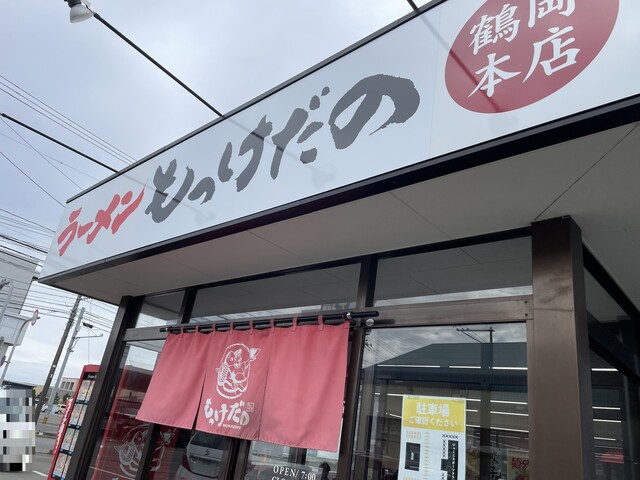 鶴岡
本店
ラーメンもっけだの
もっけだの
駐車場
ご確認ください
OPEN/ 7:00